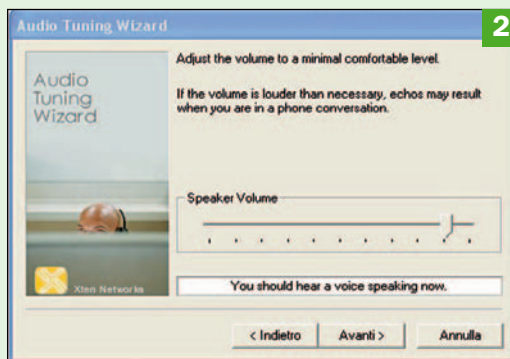 Audio Tuning Wizard
2
Audio
Tuning
Wizard
Adjust the volume to a minimal comfortable level.
If the volume is louder than necessary, echos may result
when you are in a phone conversation.
Speaker Volume
You should hear a voice speaking now.
Xten Networks
< Indietro
Avanti >
Annulla